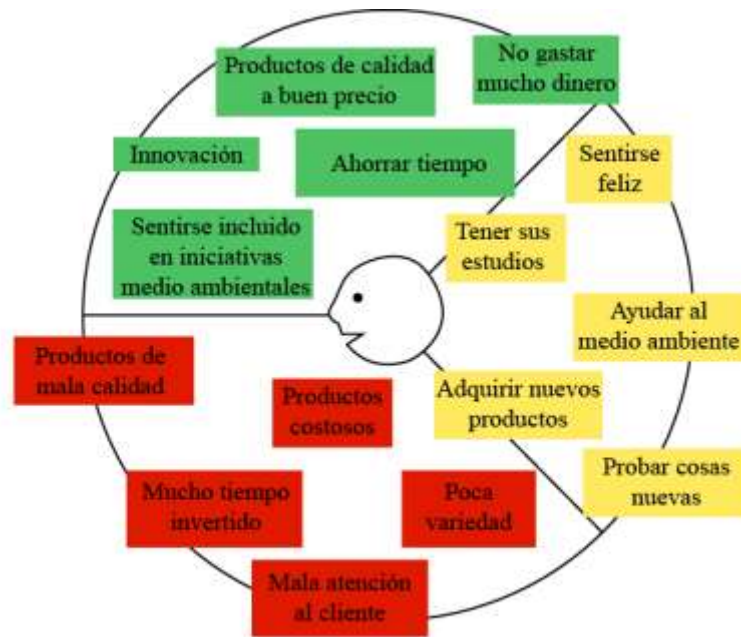 Productos de calidad
a buen precio
No gastar
mucho dinero
Innovación
Ahorrar tiempo
Sentirse
feliz
Sentirse incluido
en iniciativas
medio ambientales
Tener sus
estudios
Ayudar al
medio ambiente
Productos de
mala calidad
Productos
costosos
Adquirir nuevos
productos
Probar cosas
nuevas
Mucho tiempo
invertido
Poca
variedad
Mala atención
al cliente